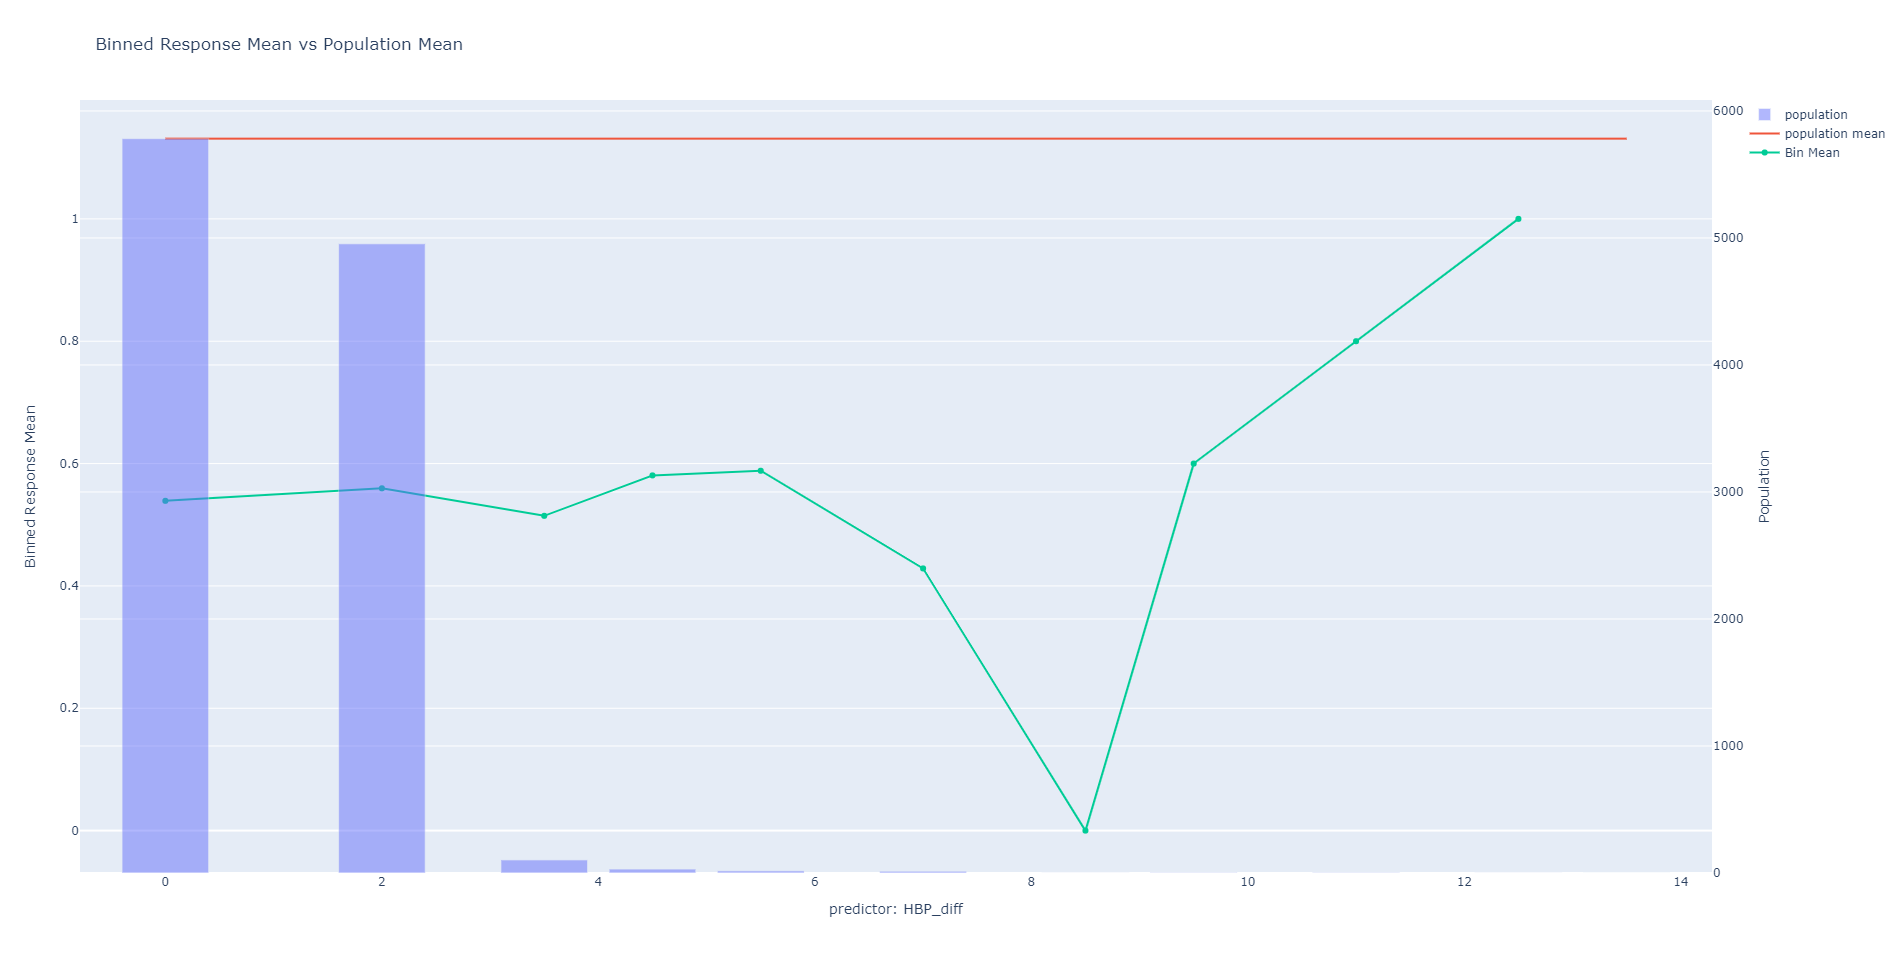 Binned Response Mean vs Population Mean
population
population mean
Bin Mean
Binned Response Mean
1
0.8
0.6
0.4
0.2
0
6000
5000
4000
3000
2000
1000
0
Population
0 2 4 6 8 10 12 14
predictor: HBP_diff